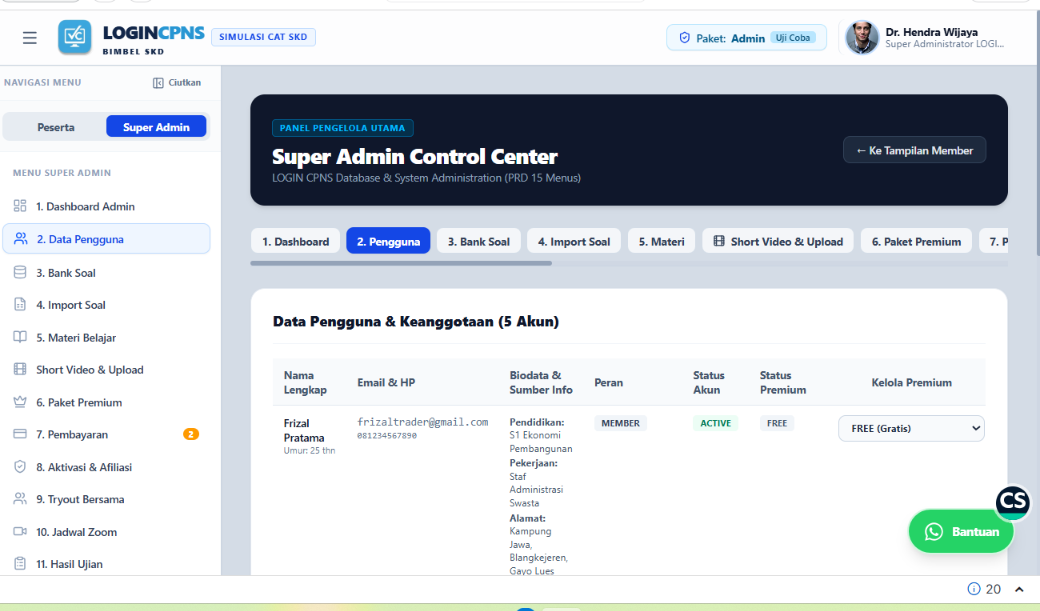 LOGINCPNS
BIMBEL SKD
SIMULASI CAT SKD
Paket: Admin Uji Coba
Dr. Hendra Wijaya
Super Administrator LOGI...
NAVIGASI MENU
Ciutkan
Peserta
Super Admin
MENU SUPER ADMIN
1. Dashboard Admin
2. Data Pengguna
3. Bank Soal
4. Import Soal
5. Materi Belajar
Short Video & Upload
6. Paket Premium
7. Pembayaran 2
8. Aktivasi & Afiliasi
9. Tryout Bersama
10. Jadwal Zoom
11. Hasil Ujian
PANEL PENGELOLA UTAMA
Super Admin Control Center
LOGIN CPNS Database & System Administration (PRD 15 Menus)
← Ke Tampilan Member
1. Dashboard
2. Pengguna
3. Bank Soal
4. Import Soal
5. Materi
Short Video & Upload
6. Paket Premium
7. P
Data Pengguna & Keanggotaan (5 Akun)
Nama
Lengkap
Email & HP
Biodata &
Sumber Info
Peran
Status
Akun
Status
Premium
Kelola Premium
Frizal
Pratama
Umur: 25 thn
frizaltrader@gmail.com
081234567890
Pendidikan:
S1 Ekonomi
Pembangunan
Pekerjaan:
Staf
Administrasi
Swasta
Alamat:
Kampung
Jawa,
Blangkejeren,
Gayo Lues
MEMBER
ACTIVE
FREE
FREE (Gratis)
CS
Bantuan
20